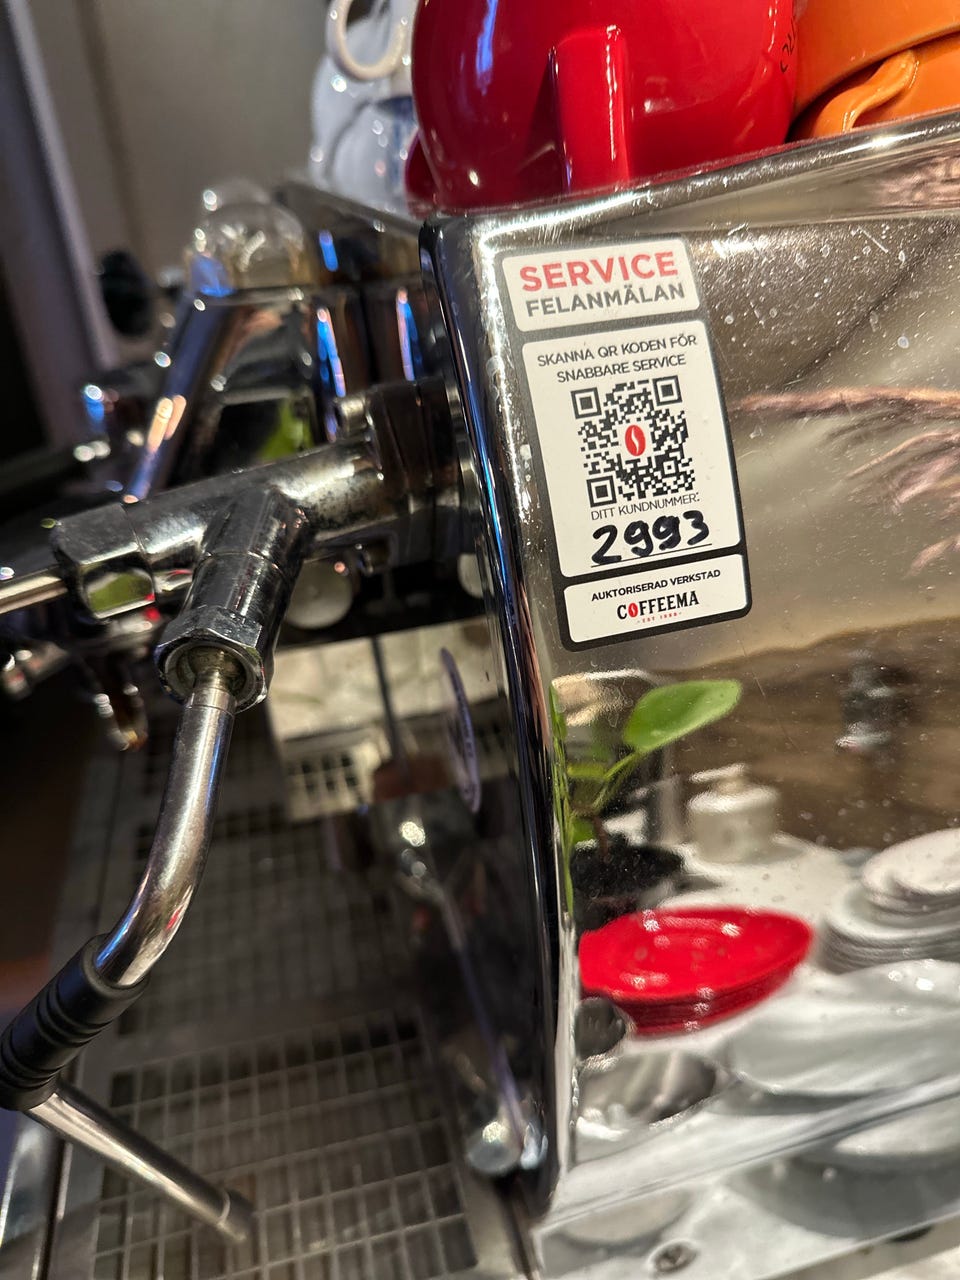 SERVICE
FELANMÄLAN
SKANNA QR KODEN FÖR
SNABBARE SERVICE
DITT KUNDNUMMER:
2993
AUKTORISERAD VERKSTAD
COFFEEMA